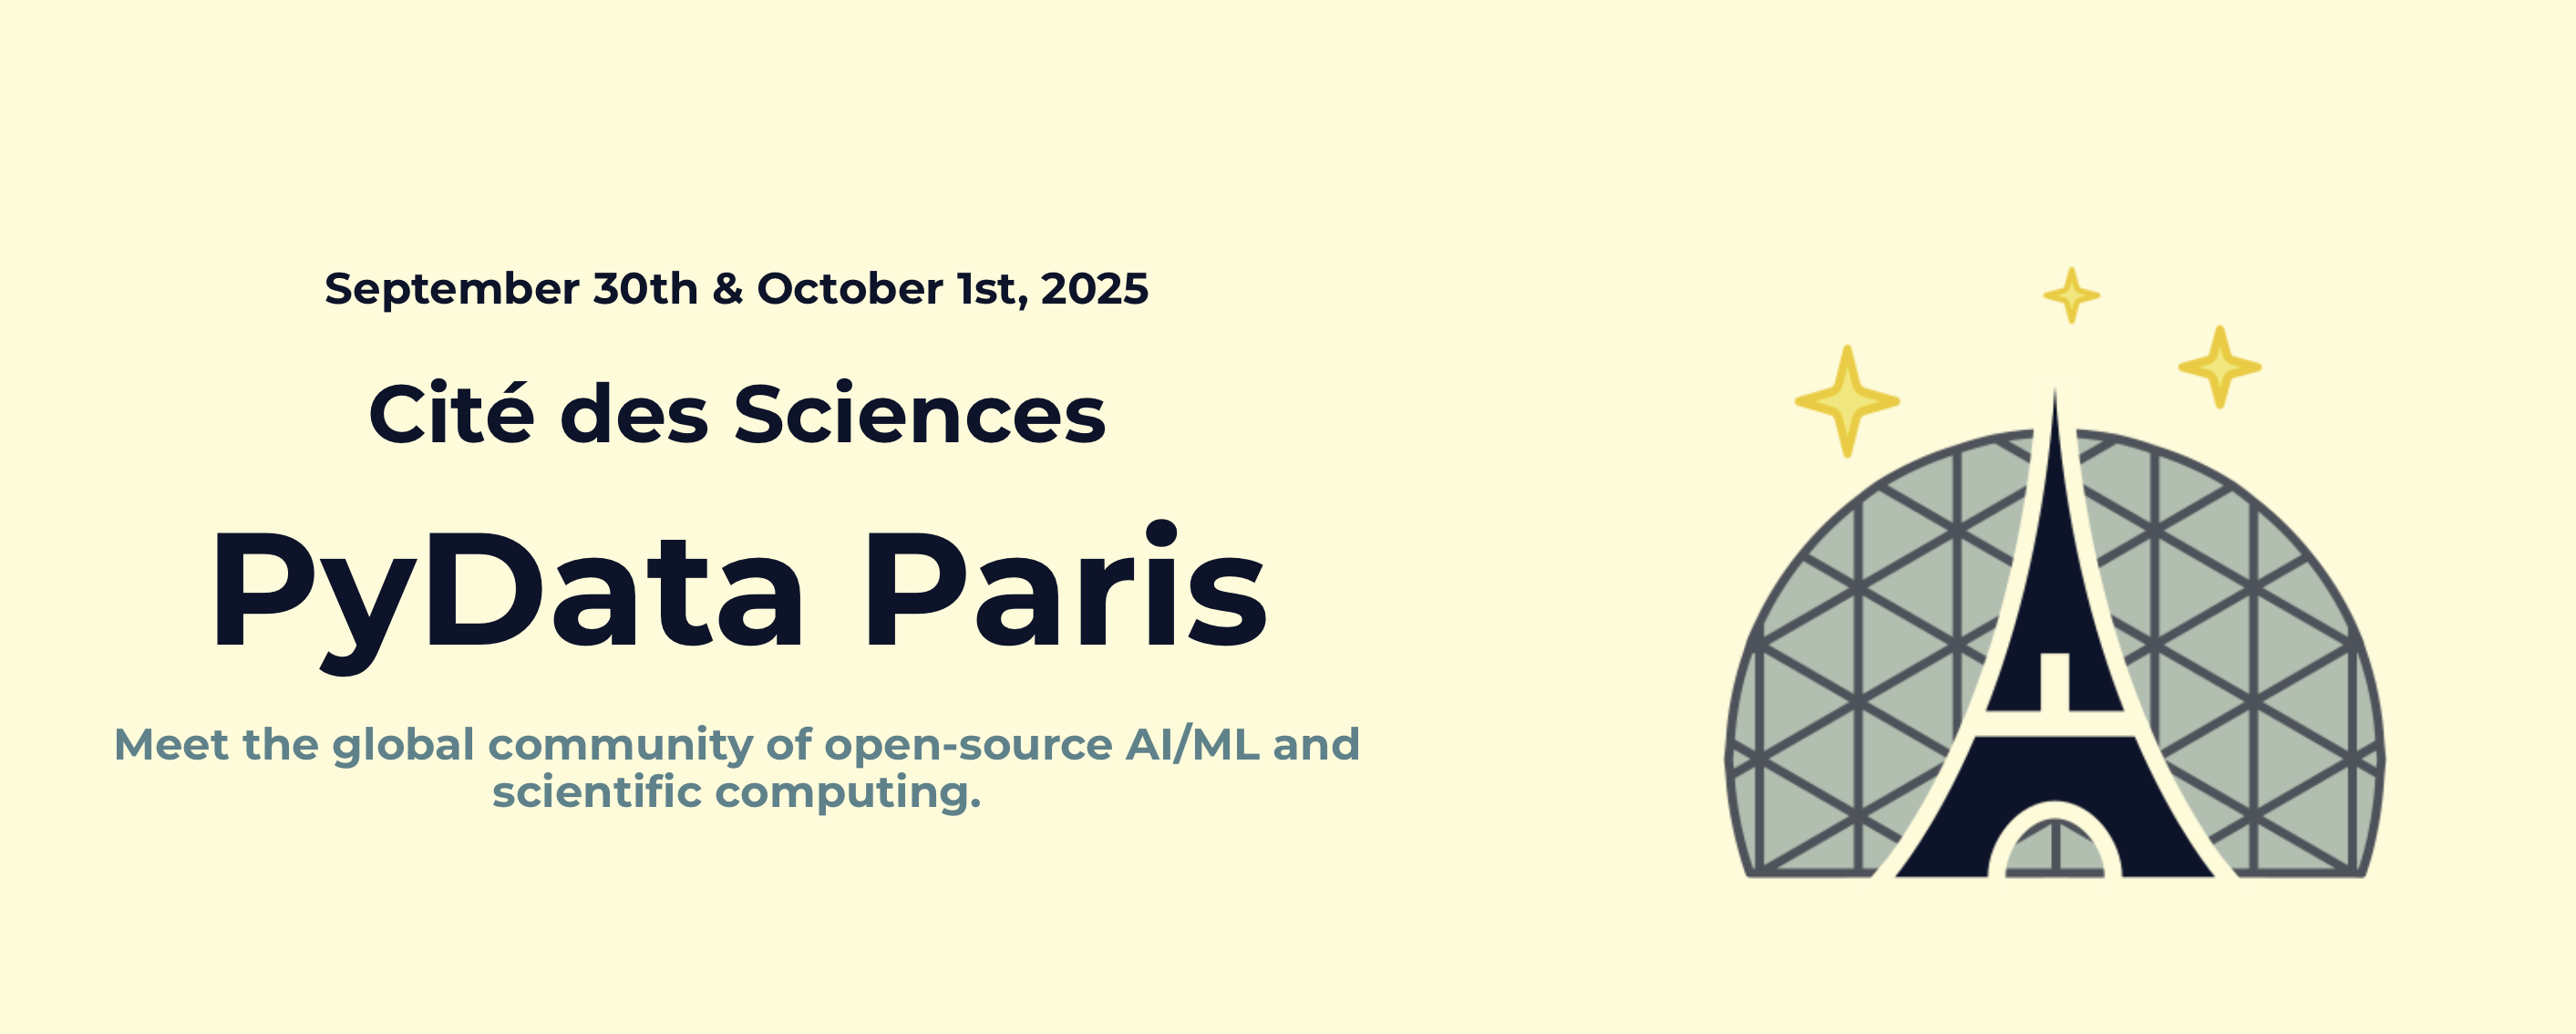 September 30th & October 1st, 2025
Cité des Sciences
PyData Paris
Meet the global community of open-source AI/ML and
scientific computing.